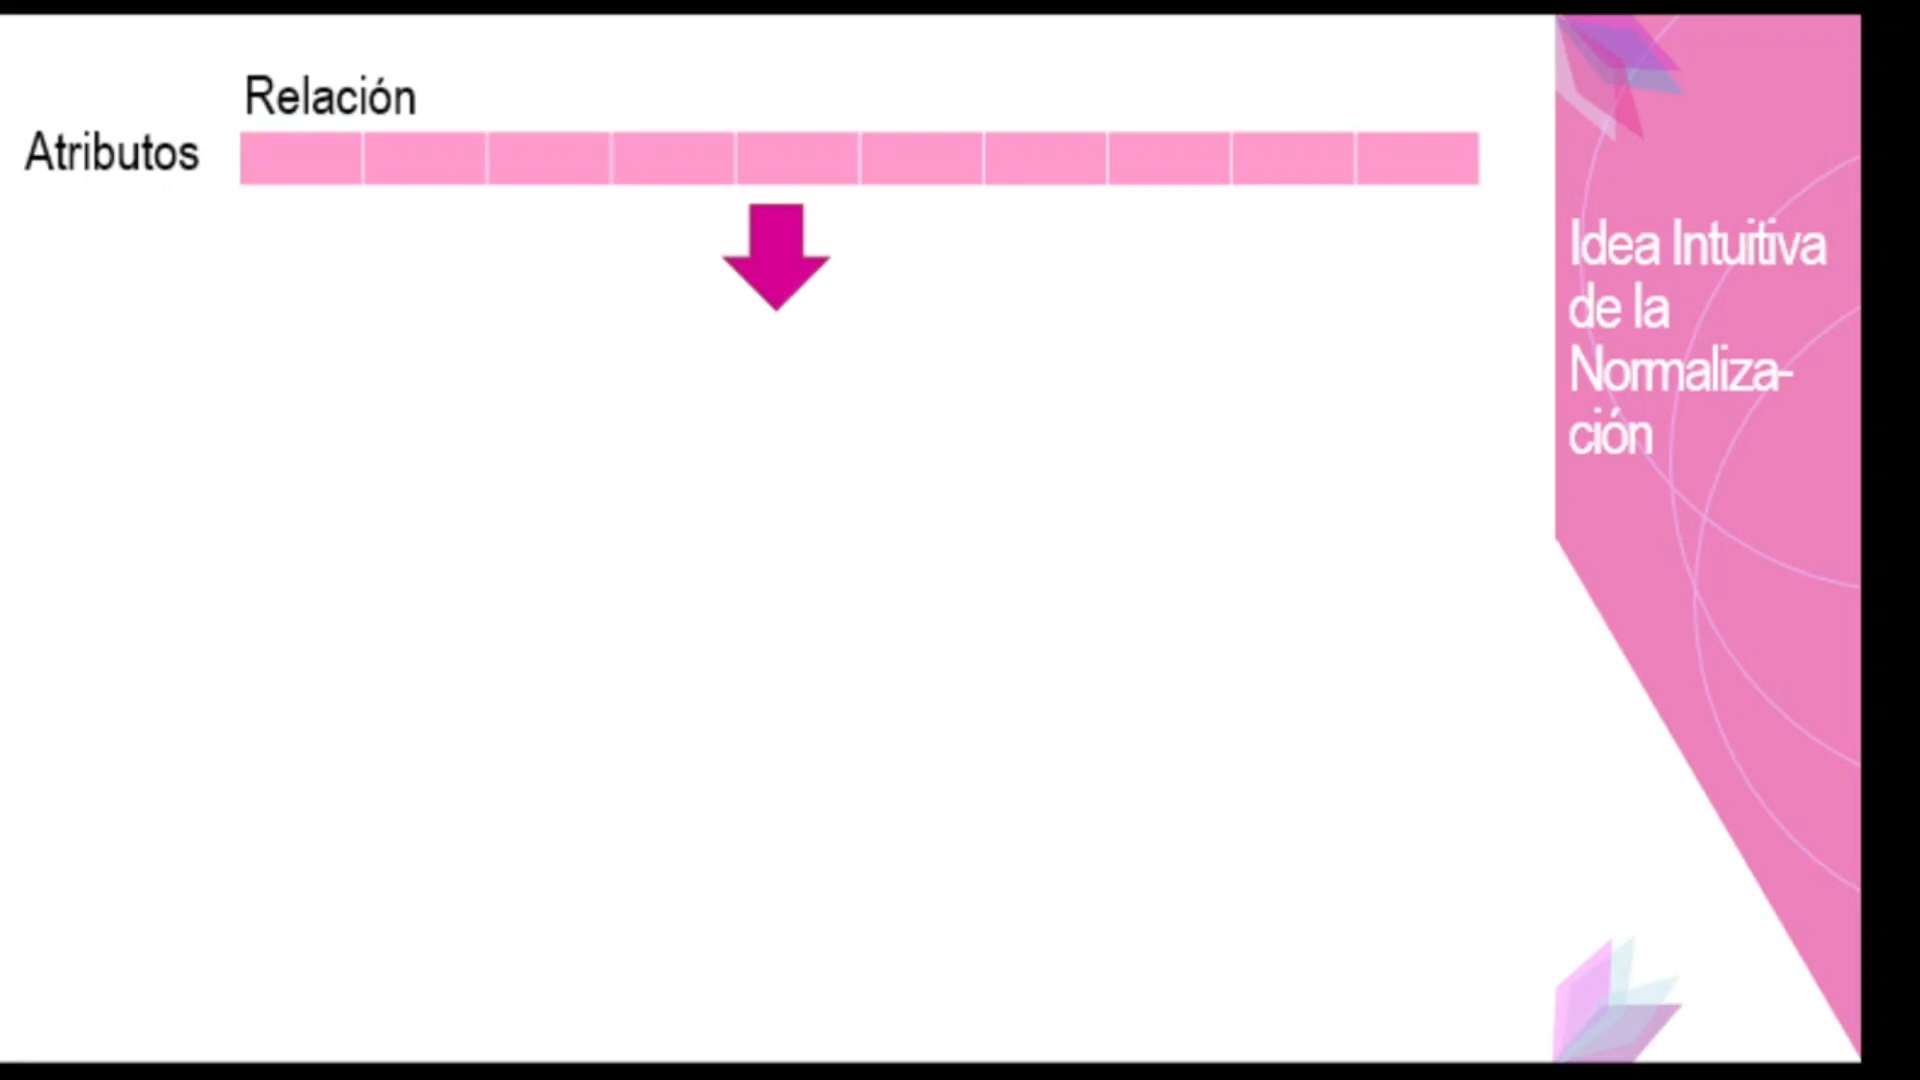 Relación
Atributos
Idea Intuitiva
de la
Normaliza-
ción